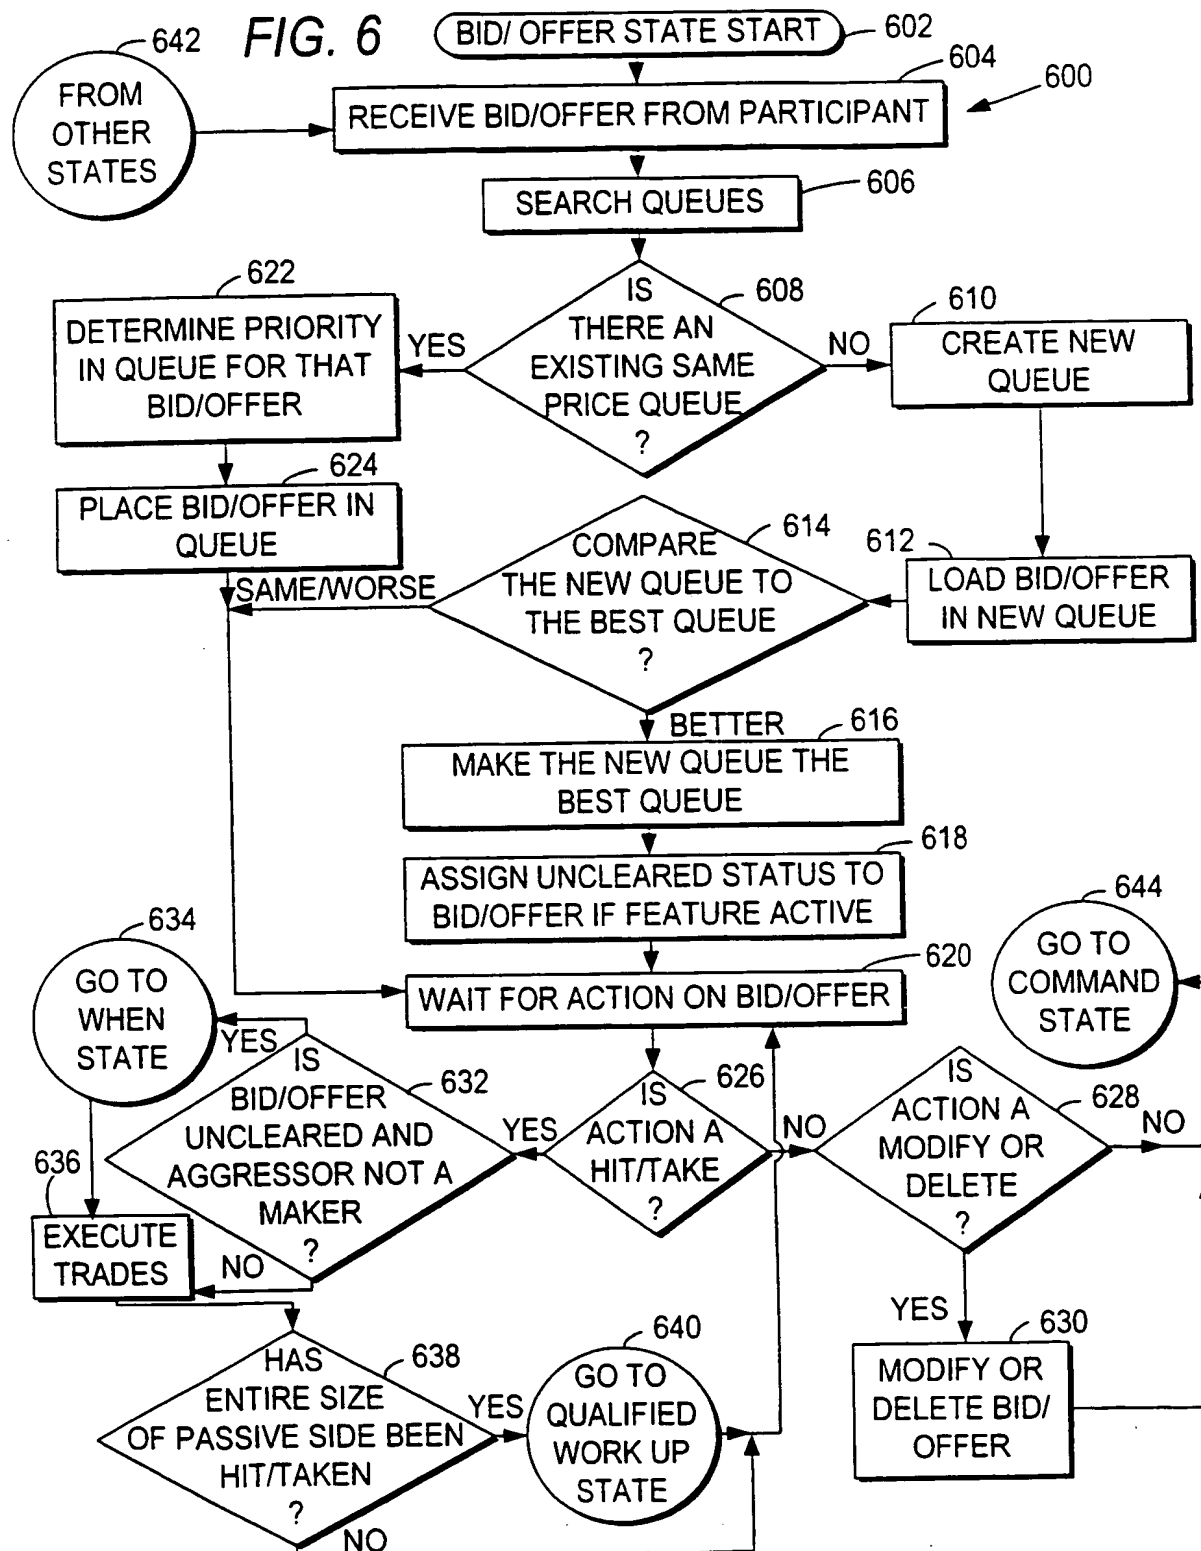 FIG. 6
BID/ OFFER STATE START
602
642
FROM
OTHER
STATES
604
RECEIVE BID/OFFER FROM PARTICIPANT
600
606
SEARCH QUEUES
622
DETERMINE PRIORITY
IN QUEUE FOR THAT
BID/OFFER
YES
608
IS
THERE AN
EXISTING SAME
PRICE QUEUE
?
NO
610
CREATE NEW
QUEUE
624
PLACE BID/OFFER IN
QUEUE
SAME/WORSE
614
COMPARE
THE NEW QUEUE TO
THE BEST QUEUE
?
612
LOAD BID/OFFER
IN NEW QUEUE
BETTER
616
MAKE THE NEW QUEUE THE
BEST QUEUE
618
ASSIGN UNCLEARED STATUS TO
BID/OFFER IF FEATURE ACTIVE
620
WAIT FOR ACTION ON BID/OFFER
644
GO TO
COMMAND
STATE
634
GO TO
WHEN
STATE
YES
632
IS
BID/OFFER
UNCLEARED AND
AGGRESSOR NOT A
MAKER
?
YES
626
IS
ACTION A
HIT/TAKE
?
NO
628
IS
ACTION A
MODIFY OR
DELETE
?
NO
636
EXECUTE
TRADES
NO
YES
630
MODIFY OR
DELETE BID/
OFFER
638
HAS
ENTIRE SIZE
OF PASSIVE SIDE BEEN
HIT/TAKEN
?
YES
640
GO TO
QUALIFIED
WORK UP
STATE
NO